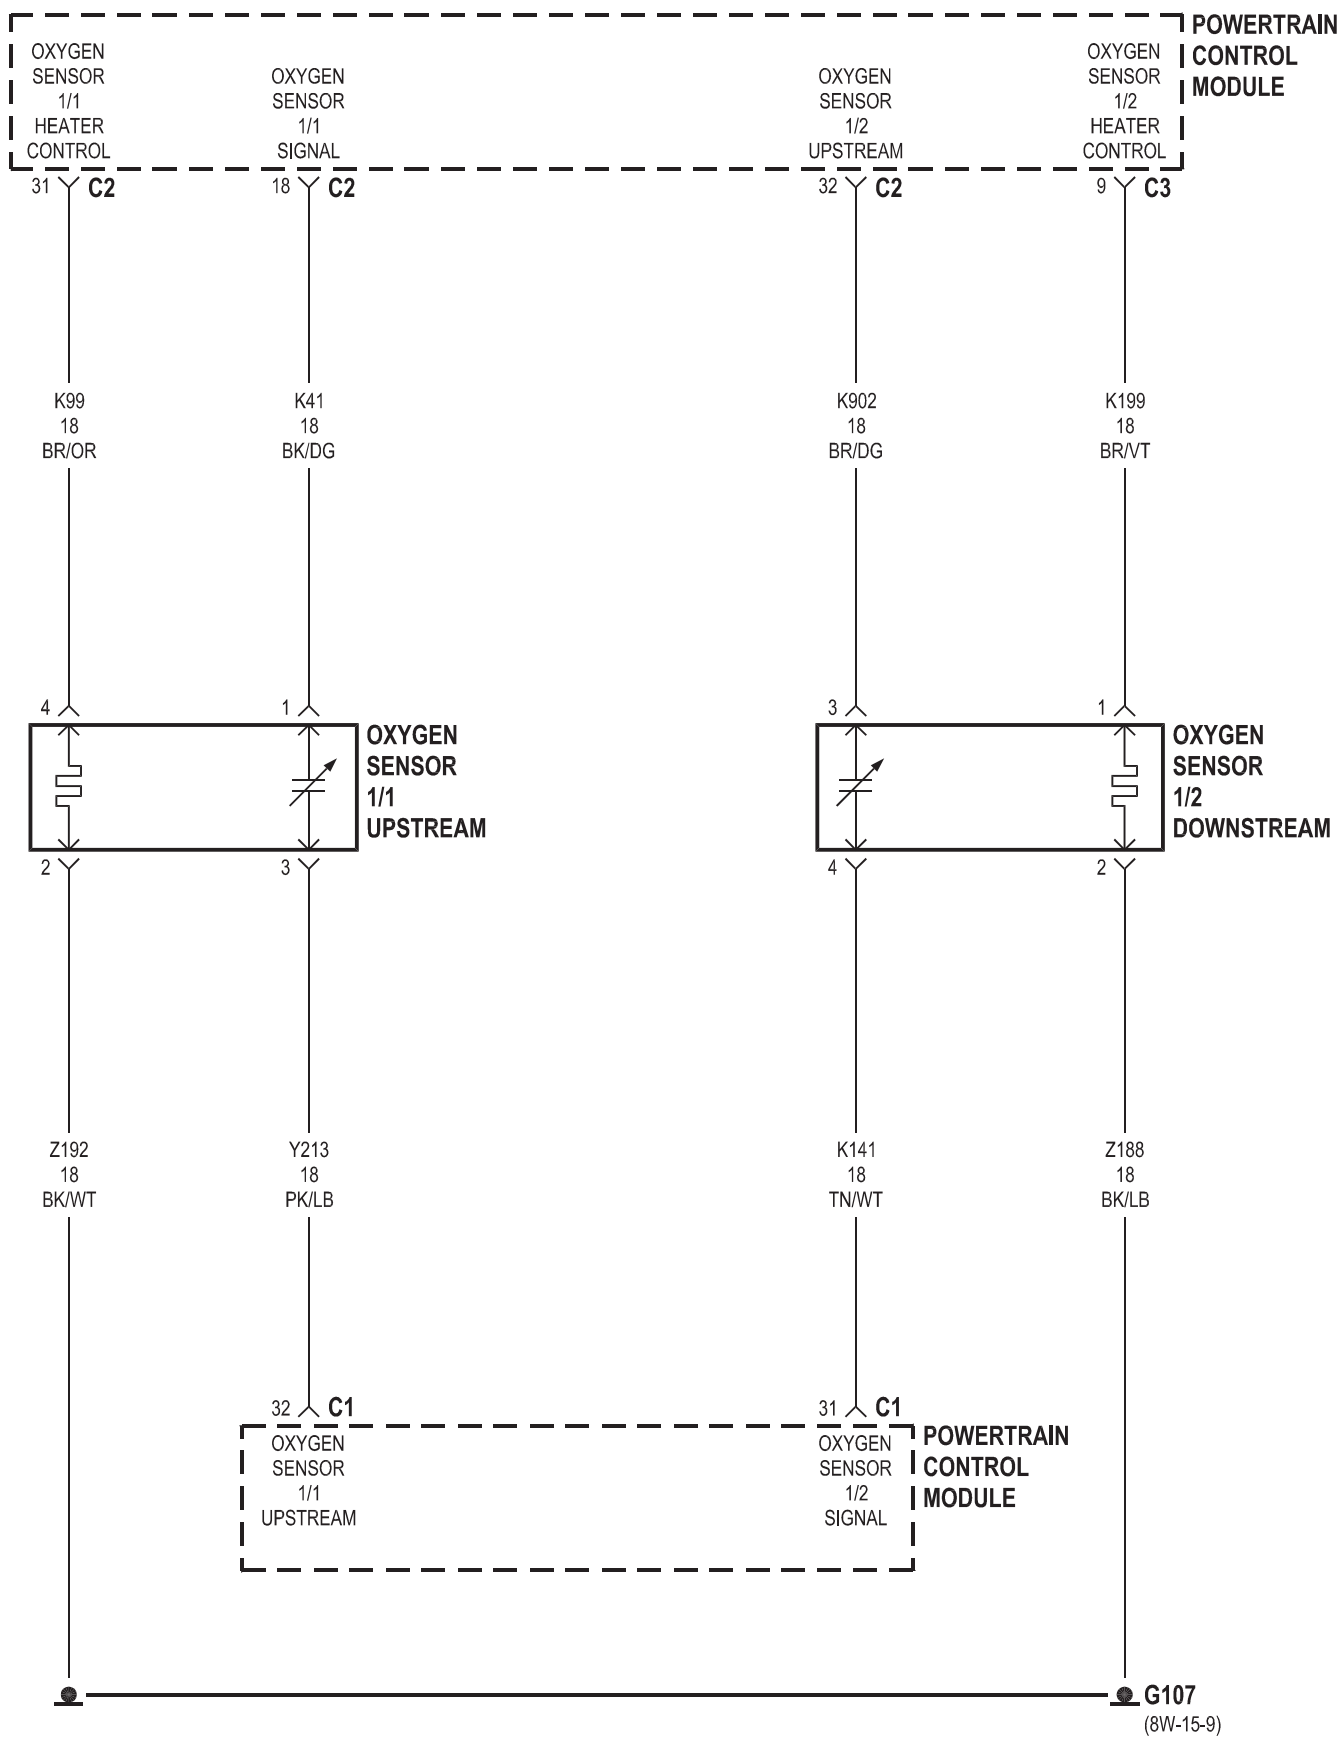 POWERTRAIN
CONTROL
MODULE
OXYGEN
SENSOR
1/1
HEATER
CONTROL
OXYGEN
SENSOR
1/1
SIGNAL
OXYGEN
SENSOR
1/2
UPSTREAM
OXYGEN
SENSOR
1/2
HEATER
CONTROL
31 C2
18 C2
32 C2
9 C3
K99
18
BR/OR
K41
18
BK/DG
K902
18
BR/DG
K199
18
BR/VT
4
1
3
1
OXYGEN
SENSOR
1/1
UPSTREAM
OXYGEN
SENSOR
1/2
DOWNSTREAM
2
3
4
2
Z192
18
BK/WT
Y213
18
PK/LB
K141
18
TN/WT
Z188
18
BK/LB
32 C1
31 C1
OXYGEN
SENSOR
1/1
UPSTREAM
OXYGEN
SENSOR
1/2
SIGNAL
POWERTRAIN
CONTROL
MODULE
G107
(8W-15-9)